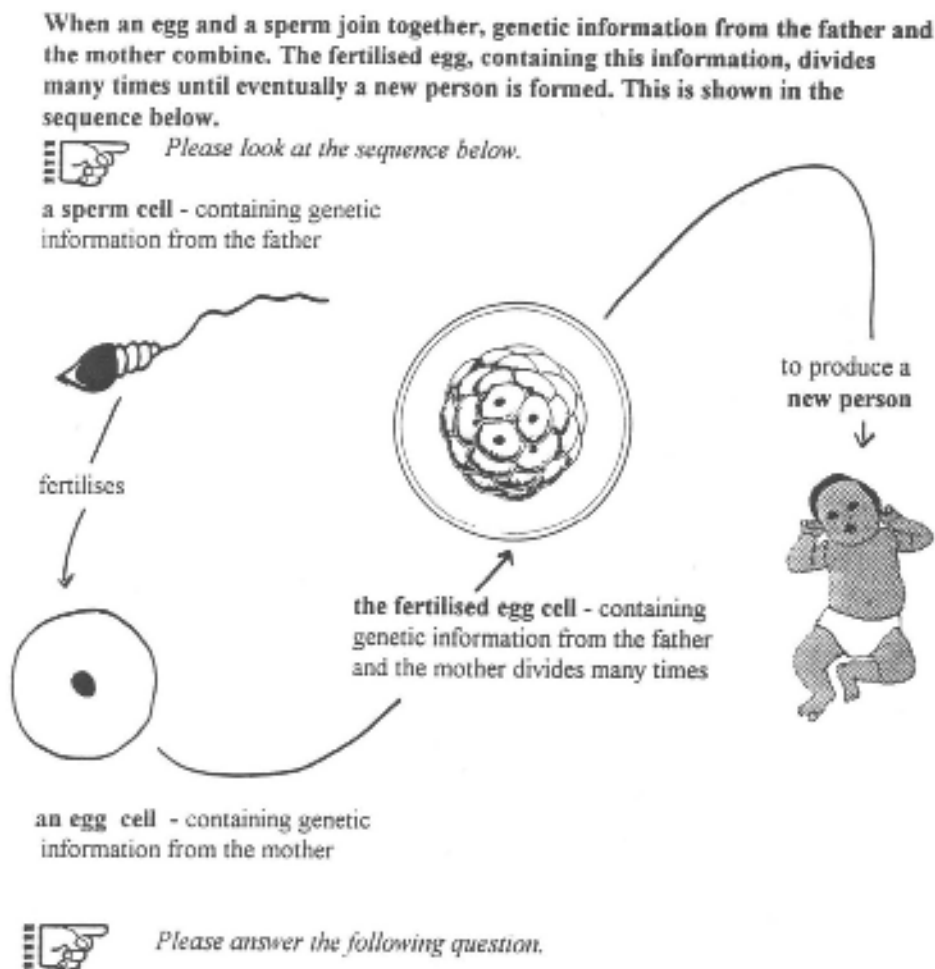 When an egg and a sperm join together, genetic information from the father and
the mother combine. The fertilised egg, containing this information, divides
many times until eventually a new person is formed. This is shown in the
sequence below.
Please look at the sequence below.
a sperm cell - containing genetic
information from the father
fertilises
an egg cell - containing genetic
information from the mother
the fertilised egg cell - containing
genetic information from the father
and the mother divides many times
to produce a
new person
Please answer the following question.